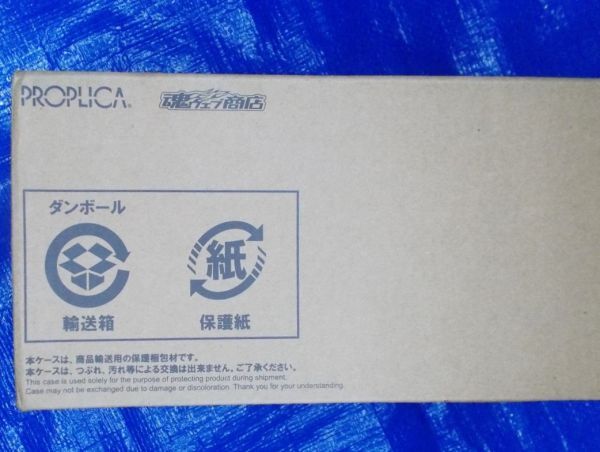 PROPLICA®
魂ウェブ商店
ダンボール
輸送箱
紙
保護紙
本ケースは、商品輸送用の保護梱包材です。
本ケースは、つぶれ、汚れ等による交換は出来ません。ご了承ください。
This case is used solely for the purpose of protecting product during shipment.
Case may not be exchanged due to damage or discoloration. Thank you for your understanding.